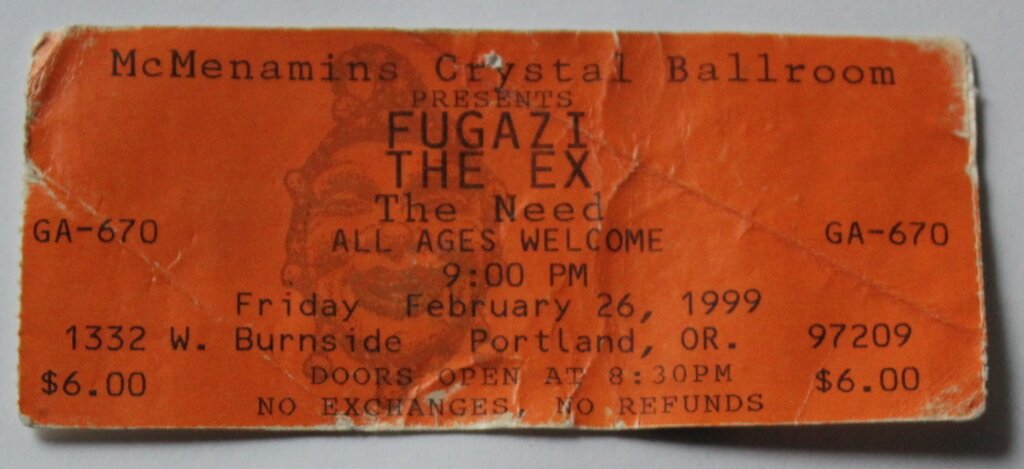 McMenamins Crystal Ballroom
PRESENTS
FUGAZI
THE EX
The Need
GA-670 ALL AGES WELCOME GA-670
9:00 PM
Friday February 26, 1999
1332 W. Burnside Portland, OR. 97209
$6.00 DOORS OPEN AT 8:30PM $6.00
NO EXCHANGES, NO REFUNDS